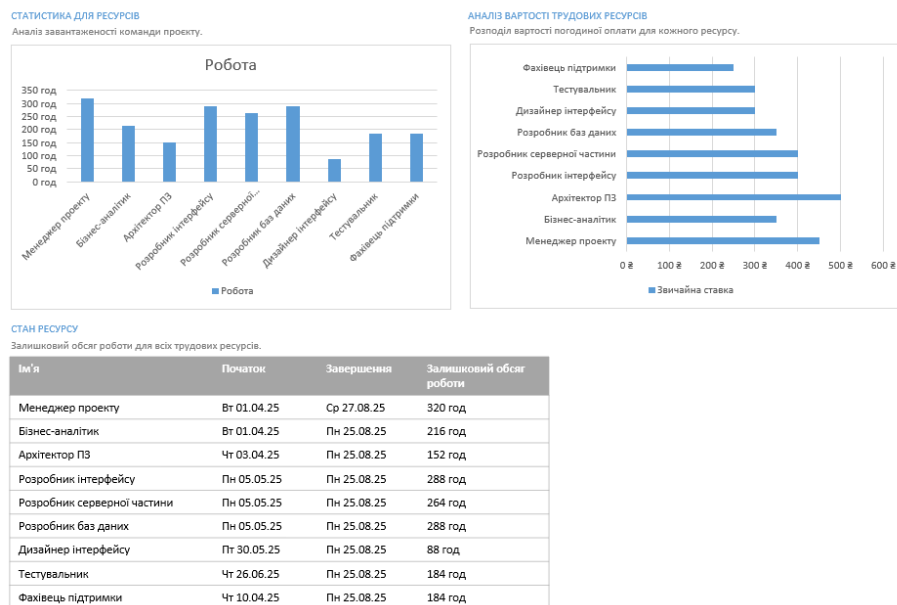 СТАТИСТИКА ДЛЯ РЕСУРСІВ
Аналіз завантаженості команди проєкту.
Робота
350 год
300 год
250 год
200 год
150 год
100 год
50 год
0 год
Менеджер проекту
Бізнес-аналітик
Архітектор ПЗ
Розробник інтерфейсу
Розробник серверної...
Розробник баз даних
Дизайнер інтерфейсу
Тестувальник
Фахівець підтримки
Робота
АНАЛІЗ ВАРТОСТІ ТРУДОВИХ РЕСУРСІВ
Розподіл вартості погодиної оплати для кожного ресурсу.
Фахівець підтримки
Тестувальник
Дизайнер інтерфейсу
Розробник баз даних
Розробник серверної частини
Розробник інтерфейсу
Архітектор ПЗ
Бізнес-аналітик
Менеджер проекту
0 ₴ 100 ₴ 200 ₴ 300 ₴ 400 ₴ 500 ₴ 600 ₴
Звичайна ставка
СТАН РЕСУРСУ
Залишковий обсяг роботи для всіх трудових ресурсів.
Ім'я Початок Завершення Залишковий обсяг
роботи
Менеджер проекту Вт 01.04.25 Ср 27.08.25 320 год
Бізнес-аналітик Вт 01.04.25 Пн 25.08.25 216 год
Архітектор ПЗ Чт 03.04.25 Пн 25.08.25 152 год
Розробник інтерфейсу Пн 05.05.25 Пн 25.08.25 288 год
Розробник серверної частини Пн 05.05.25 Пн 25.08.25 264 год
Розробник баз даних Пн 05.05.25 Пн 25.08.25 288 год
Дизайнер інтерфейсу Пт 30.05.25 Пн 25.08.25 88 год
Тестувальник Чт 26.06.25 Пн 25.08.25 184 год
Фахівець підтримки Чт 10.04.25 Пн 25.08.25 184 год